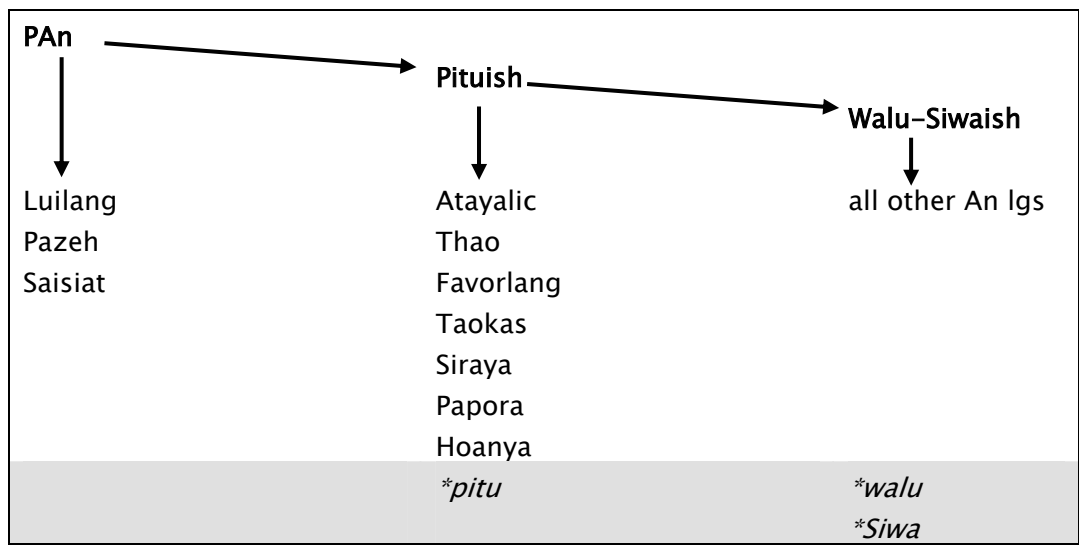 PAn
Pituish
Walu-Siwaish
Luilang Atayalic all other An lgs
Pazeh Thao
Saisiat Favorlang
Taokas
Siraya
Papora
Hoanya
*pitu *walu
*Siwa